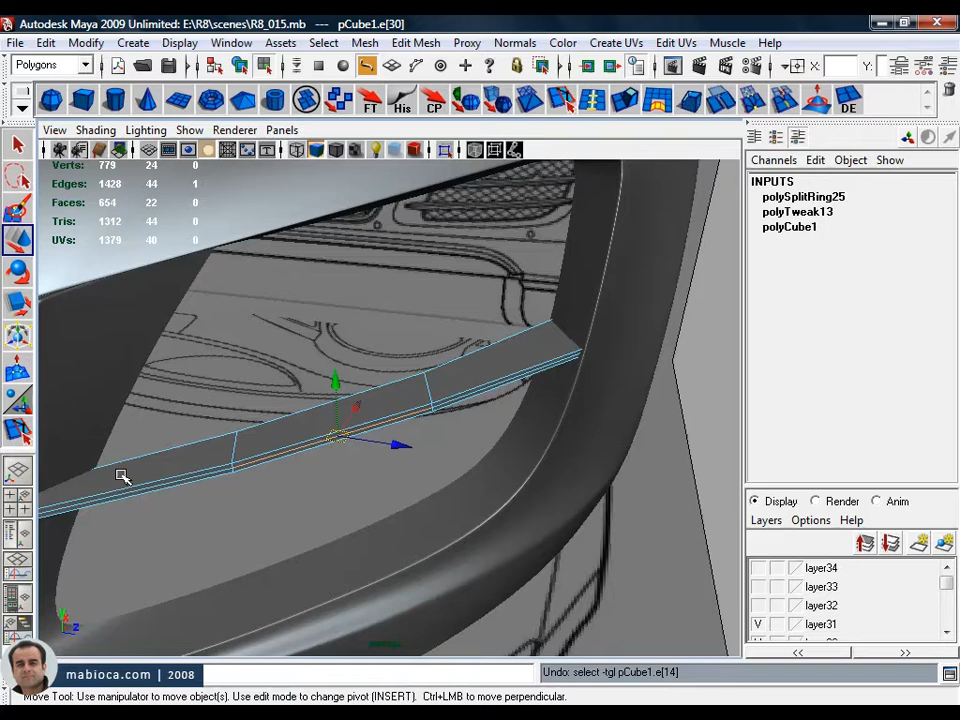 Autodesk Maya 2009 Unlimited: E:\R8\scenes\R8_015.mb --- pCube1.e[30]
File Edit Modify Create Display Window Assets Select Mesh Edit Mesh Proxy Normals Color Create UVs Edit UVs Muscle Help
Polygons X: Y:
FT His CP DE
View Shading Lighting Show Renderer Panels
Channels Edit Object Show
Verts: 779 24 0
Edges: 1428 44 1
Faces: 654 22 0
Tris: 1312 44 0
UVs: 1379 40 0
INPUTS
polySplitRing25
polyTweak13
polyCube1
Display Render Anim
Layers Options Help
layer34
layer33
layer32
V layer31
<< >>
y z
mabioca.com | 2008
Undo: select -tgl pCube1.e[14]
Move Tool: Use manipulator to move object(s). Use edit mode to change pivot (INSERT). Ctrl+LMB to move perpendicular.